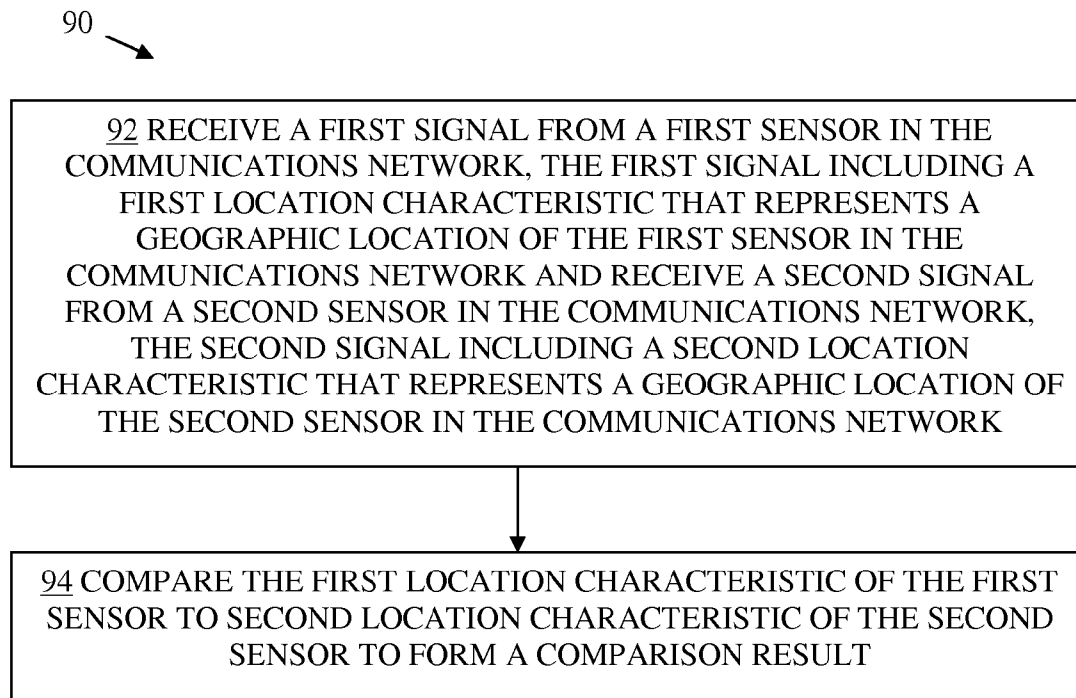 90
92 RECEIVE A FIRST SIGNAL FROM A FIRST SENSOR IN THE
COMMUNICATIONS NETWORK, THE FIRST SIGNAL INCLUDING A
FIRST LOCATION CHARACTERISTIC THAT REPRESENTS A
GEOGRAPHIC LOCATION OF THE FIRST SENSOR IN THE
COMMUNICATIONS NETWORK AND RECEIVE A SECOND SIGNAL
FROM A SECOND SENSOR IN THE COMMUNICATIONS NETWORK,
THE SECOND SIGNAL INCLUDING A SECOND LOCATION
CHARACTERISTIC THAT REPRESENTS A GEOGRAPHIC LOCATION OF
THE SECOND SENSOR IN THE COMMUNICATIONS NETWORK
94 COMPARE THE FIRST LOCATION CHARACTERISTIC OF THE FIRST
SENSOR TO SECOND LOCATION CHARACTERISTIC OF THE SECOND
SENSOR TO FORM A COMPARISON RESULT